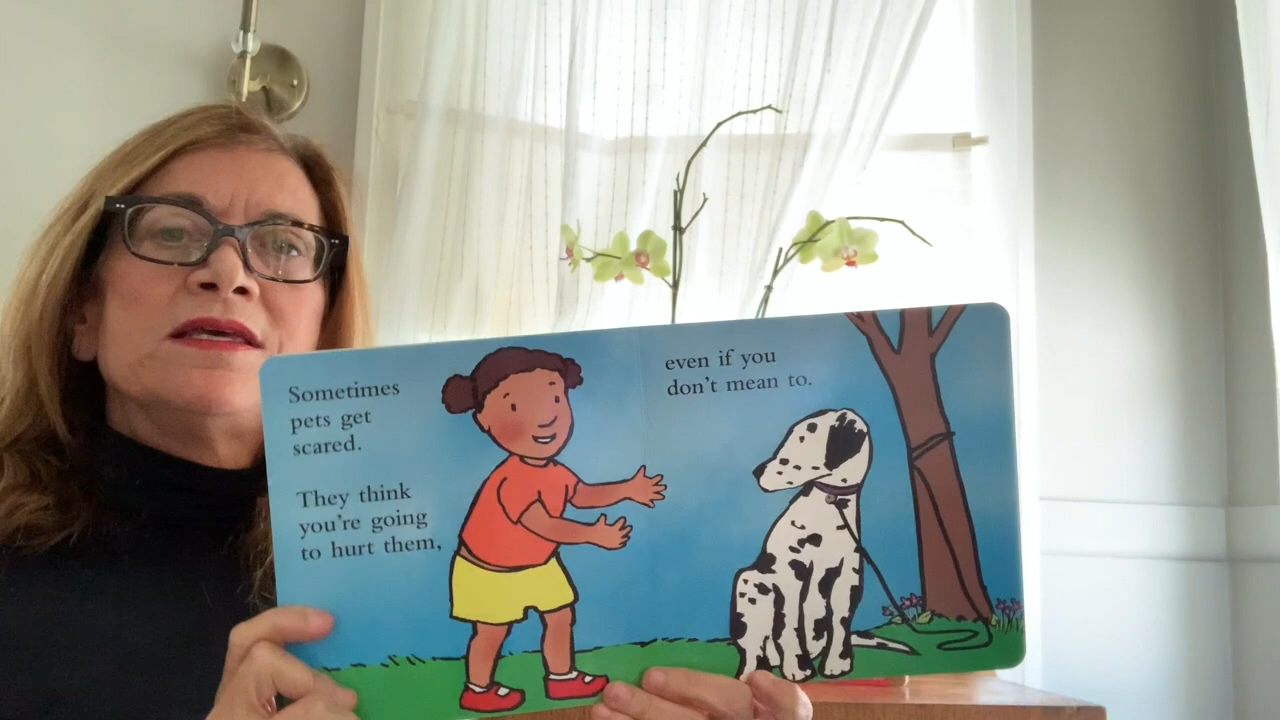 Sometimes
pets get
scared.
They think
you're going
to hurt them,
even if you
don't mean to.